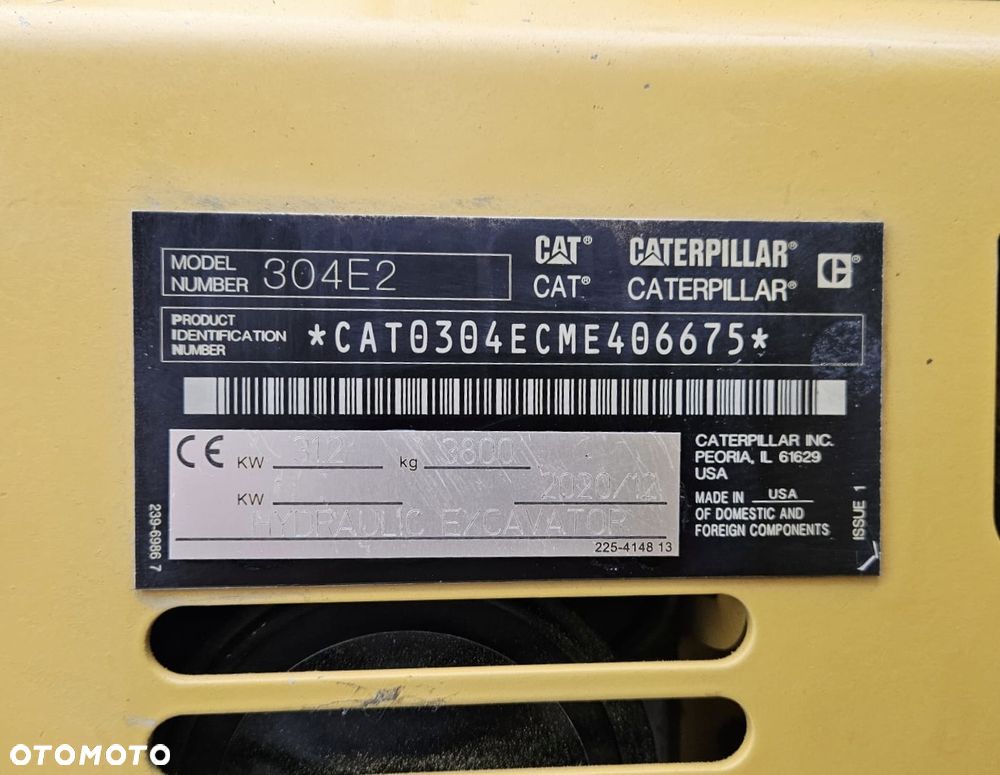 MODEL NUMBER 304E2
CAT® CATERPILLAR®
CAT® CATERPILLAR®
PRODUCT IDENTIFICATION NUMBER *CAT0304ECME406675*
CE KW 312 kg 3800
KW 2020/12
HYDRAULIC EXCAVATOR
225-4148 13
CATERPILLAR INC.
PEORIA, IL 61629
USA
MADE IN USA
OF DOMESTIC AND
FOREIGN COMPONENTS
ISSUE 1
239-6986 7
OTOMOTO